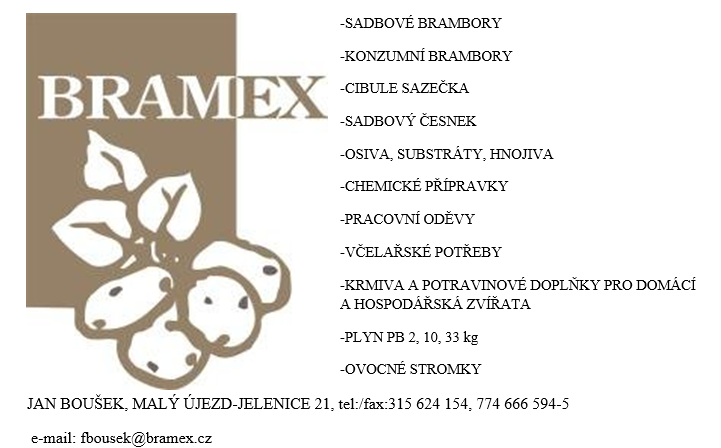 BRAMEX
-SADBOVÉ BRAMBORY
-KONZUMNÍ BRAMBORY
-CIBULE SAZEČKA
-SADBOVÝ ČESNEK
-OSIVA, SUBSTRÁTY, HNOJIVA
-CHEMICKÉ PŘÍPRAVKY
-PRACOVNÍ ODĚVY
-VČELAŘSKÉ POTŘEBY
-KRMIVA A POTRAVINOVÉ DOPLŇKY PRO DOMÁCÍ
A HOSPODÁŘSKÁ ZVÍŘATA
-PLYN PB 2, 10, 33 kg
-OVOCNÉ STROMKY
JAN BOUŠEK, MALÝ ÚJEZD-JELENICE 21, tel:/fax:315 624 154, 774 666 594-5
e-mail: fbousek@bramex.cz